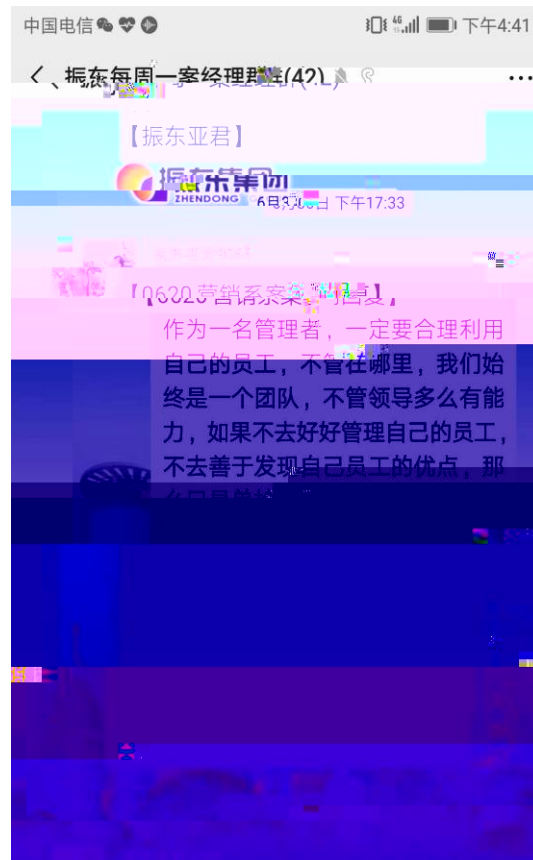 中国电信
4G
下午4:41
振东每周一案经理群(42)
【振东亚君】
振东集团
ZHENDONG
下午17:33
作为一名管理者，一定要合理利用
自己的员工，不管在哪里，我们始
终是一个团队，不管领导多么有能
力，如果不去好好管理自己的员工，
不去善于发现自己员工的优点，那